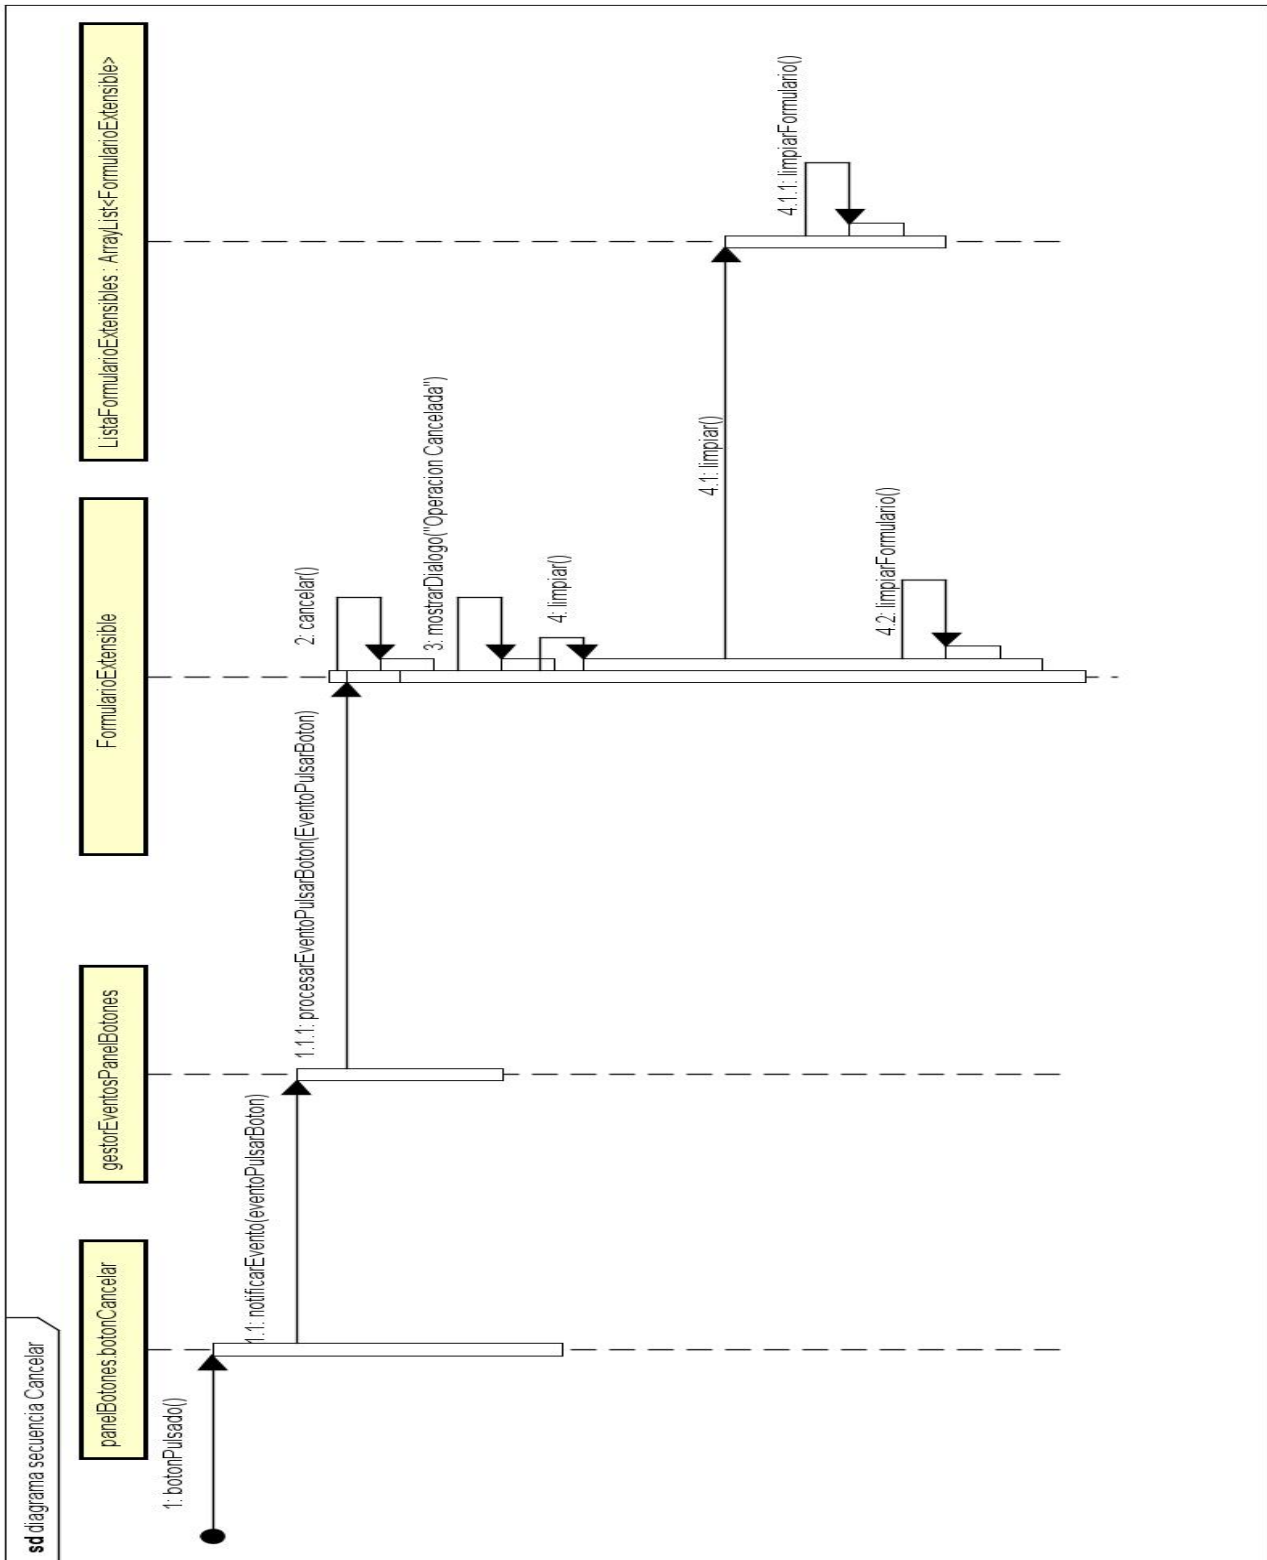 sd diagrama secuencia Cancelar
panelBotones.botonCancelar
gestorEventosPanelBotones
FormularioExtensible
ListaFormularioExtensibles : ArrayList<FormularioExtensible>
1: botonPulsado()
1.1: notificarEvento(eventoPulsarBoton)
1.1.1: procesarEventoPulsarBoton(EventoPulsarBoton)
2: cancelar()
3: mostrarDialogo("Operacion Cancelada")
4: limpiar()
4.1: limpiar()
4.1.1: limpiarFormulario()
4.2: limpiarFormulario()